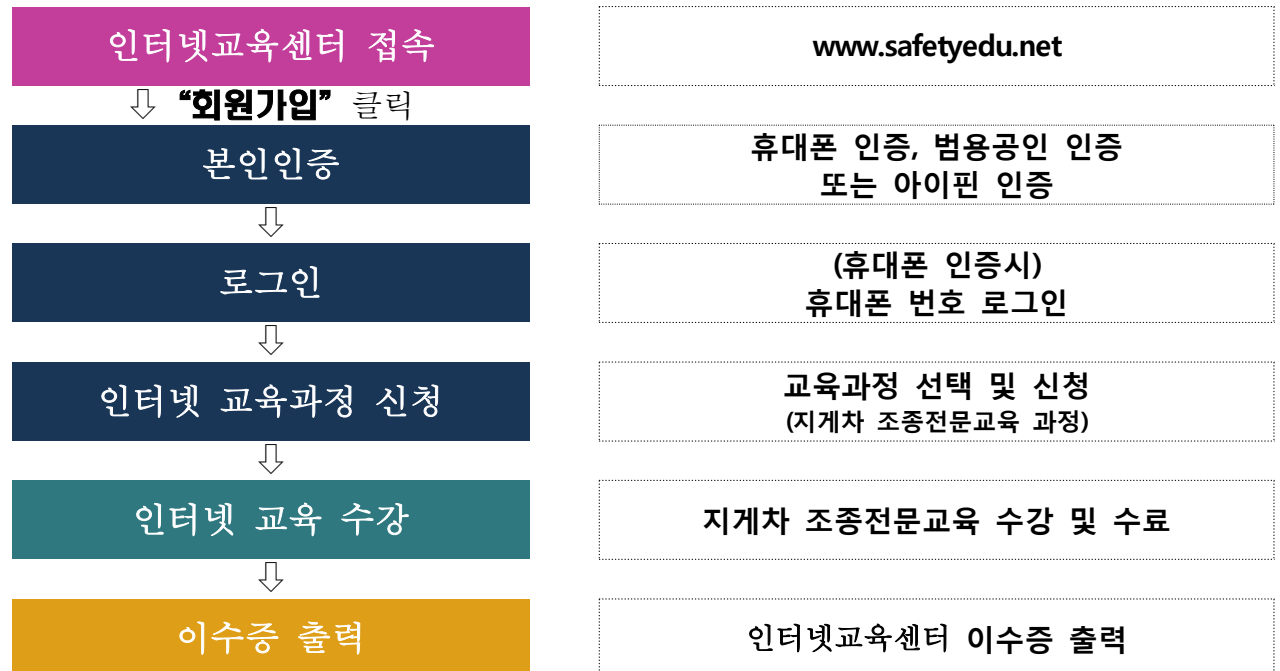 인터넷교육센터 접속
www.safetyedu.net
⇩ “회원가입” 클릭
본인인증
휴대폰 인증, 범용공인 인증
또는 아이핀 인증
⇩
로그인
(휴대폰 인증시)
휴대폰 번호 로그인
⇩
인터넷 교육과정 신청
교육과정 선택 및 신청
(지게차 조종전문교육 과정)
⇩
인터넷 교육 수강
지게차 조종전문교육 수강 및 수료
⇩
이수증 출력
인터넷교육센터 이수증 출력